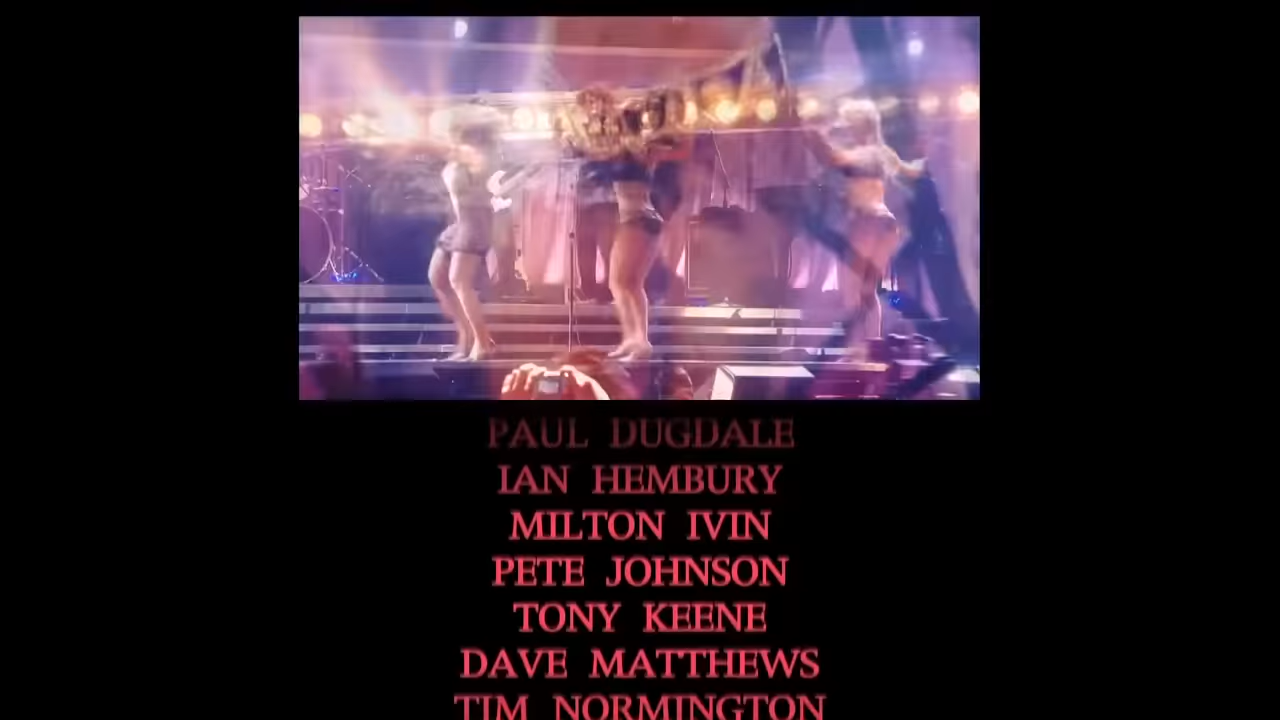 PAUL DUGDALE
IAN HEMBURY
MILTON IVIN
PETE JOHNSON
TONY KEENE
DAVE MATTHEWS
TIM NORMINGTON